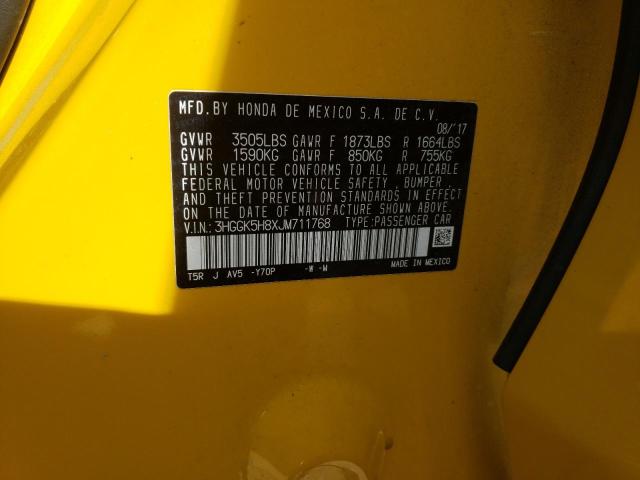 MFD.BY HONDA DE MEXICO S.A. DE C.V.
08/'17
GVWR 3505LBS GAWR F 1873LBS R 1664LBS
GVWR 1590KG GAWR F 850KG R 755KG
THIS VEHICLE CONFORMS TO ALL APPLICABLE
FEDERAL MOTOR VEHICLE SAFETY, BUMPER,
AND THEFT PREVENTION STANDARDS IN EFFECT
ON THE DATE OF MANUFACTURE SHOWN ABOVE.
V.I.N.:3HGGK5H8XJM711768 TYPE:PASSENGER CAR
T5R J AV5 -Y70P -W -M MADE IN MEXICO